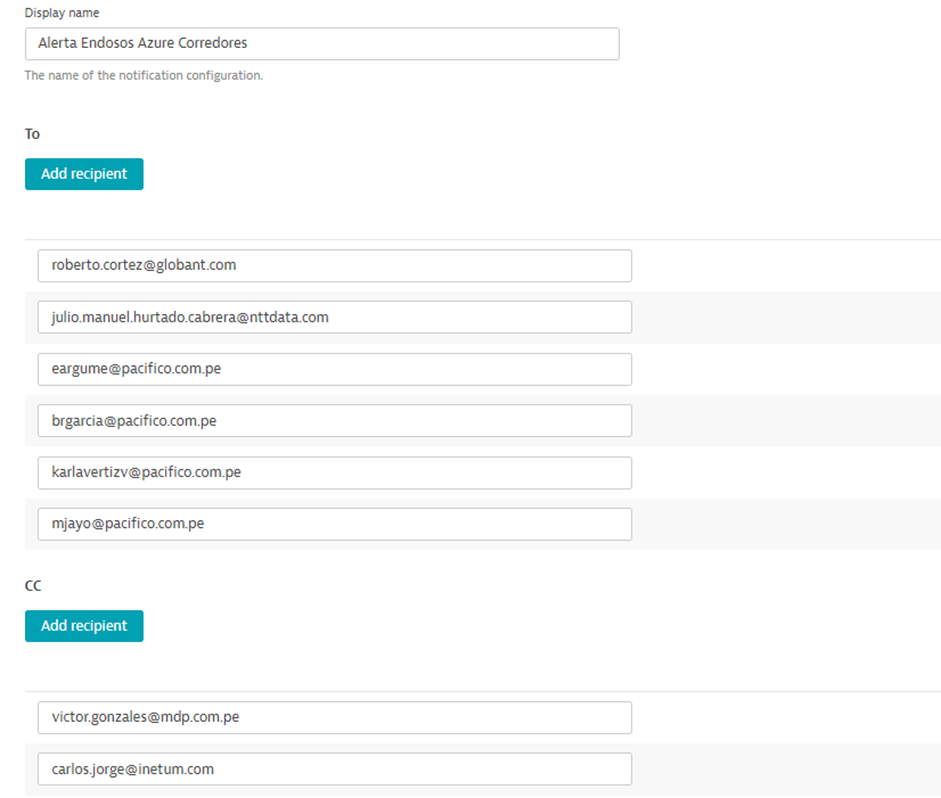 Display name
Alerta Endosos Azure Corredores
The name of the notification configuration.
To
Add recipient
roberto.cortez@globant.com
julio.manuel.hurtado.cabrera@nttdata.com
eargume@pacifico.com.pe
brgarcia@pacifico.com.pe
karlavertizv@pacifico.com.pe
mjayo@pacifico.com.pe
CC
Add recipient
victor.gonzales@mdp.com.pe
carlos.jorge@inetum.com